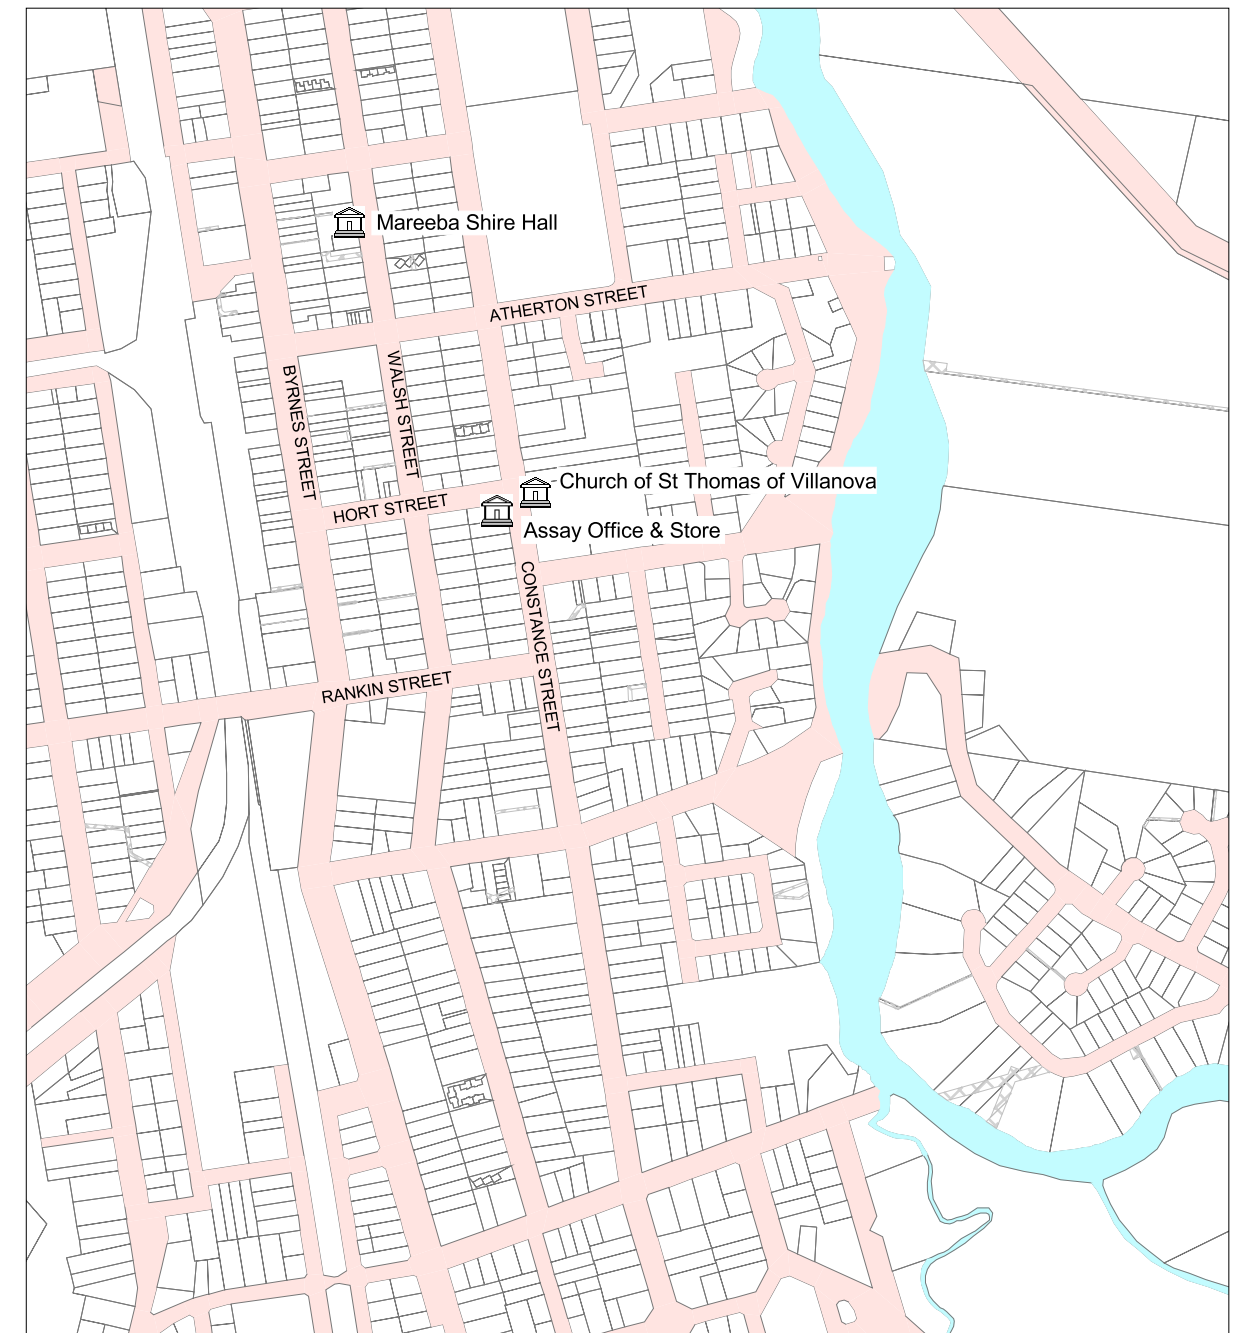 Mareeba Shire Hall
ATHERTON STREET
BYRNES STREET
WALSH STREET
Church of St Thomas of Villanova
HORT STREET
Assay Office & Store
CONSTANCE STREET
RANKIN STREET